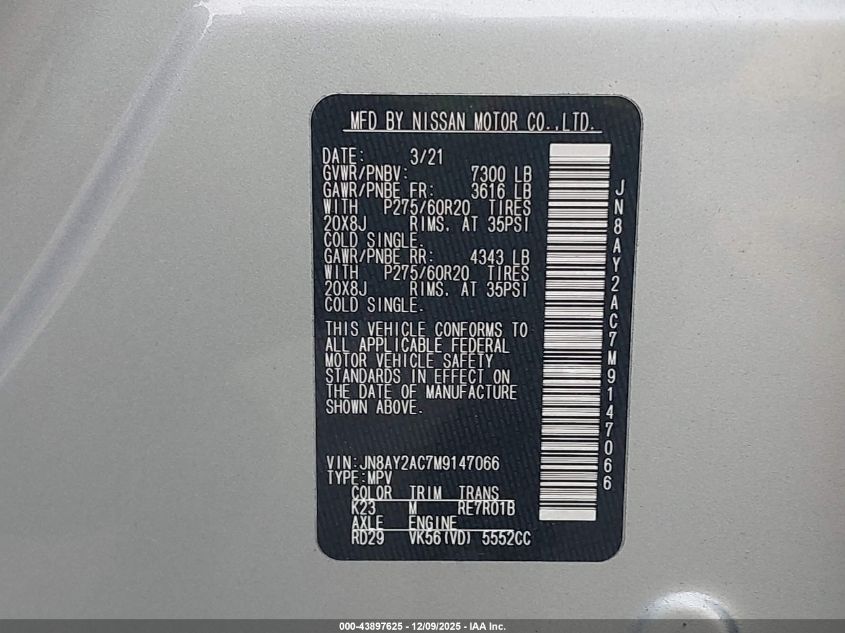 MFD BY NISSAN MOTOR CO.,LTD.
DATE: 3/21
GVWR/PNBV: 7300 LB
GAWR/PNBE FR: 3616 LB
WITH P275/60R20 TIRES
20X8J RIMS. AT 35PSI
COLD SINGLE.
GAWR/PNBE RR: 4343 LB
WITH P275/60R20 TIRES
20X8J RIMS. AT 35PSI
COLD SINGLE.
THIS VEHICLE CONFORMS TO
ALL APPLICABLE FEDERAL
MOTOR VEHICLE SAFETY
STANDARDS IN EFFECT ON
THE DATE OF MANUFACTURE
SHOWN ABOVE.
VIN:JN8AY2AC7M9147066
TYPE:MPV
COLOR TRIM TRANS
K23 M RE7R01B
AXLE ENGINE
RD29 VK56(VD) 5552CC
JN8AY2AC7M9147066
000-43897625 • 12/09/2025 - IAA Inc.